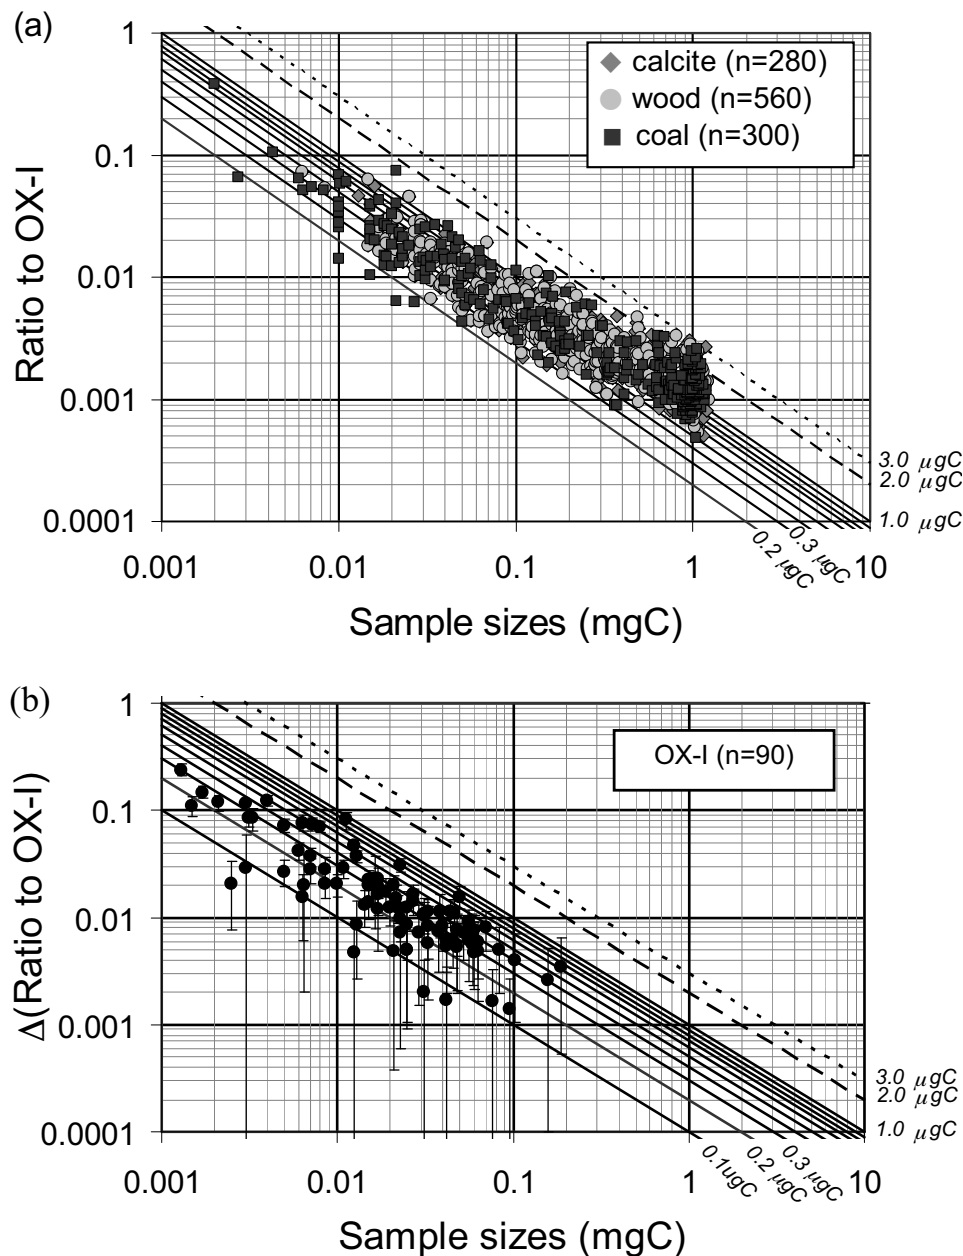 (a)
1
0.1
0.01
0.001
0.0001
Ratio to OX-I
calcite (n=280)
wood (n=560)
coal (n=300)
3.0 µgC
2.0 µgC
1.0 µgC
0.3 µgC
0.2 µgC
0.001 0.01 0.1 1 10
Sample sizes (mgC)
(b)
1
0.1
0.01
0.001
0.0001
Δ(Ratio to OX-I)
OX-I (n=90)
3.0 µgC
2.0 µgC
1.0 µgC
0.1ugC
0.2 µgC
0.3 µgC
0.001 0.01 0.1 1 10
Sample sizes (mgC)